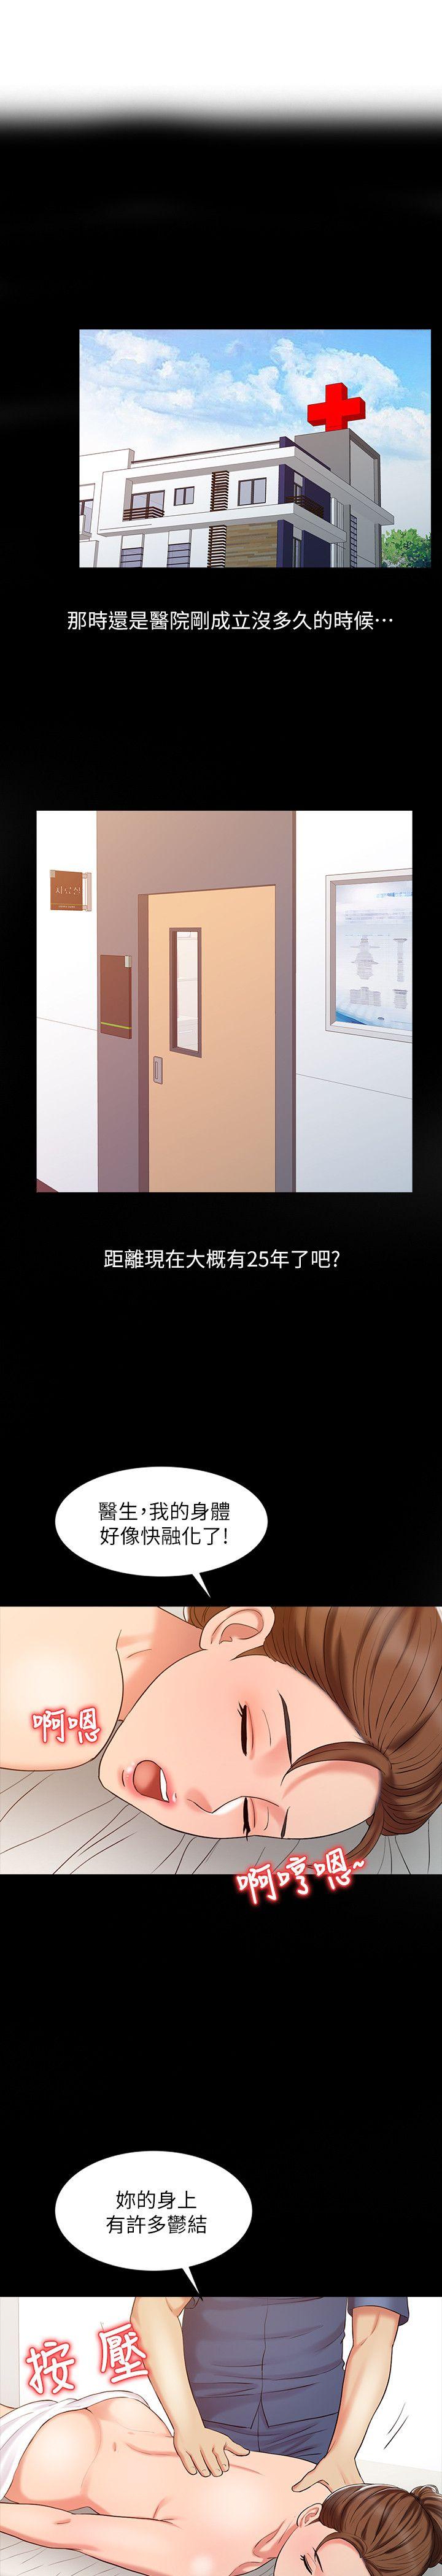 那時還是醫院剛成立沒多久的時候⋯
距離現在大概有25年了吧?
醫生,我的身體
好像快融化了!
啊嗯
啊哼嗯~
妳的身上
有許多鬱結
按壓